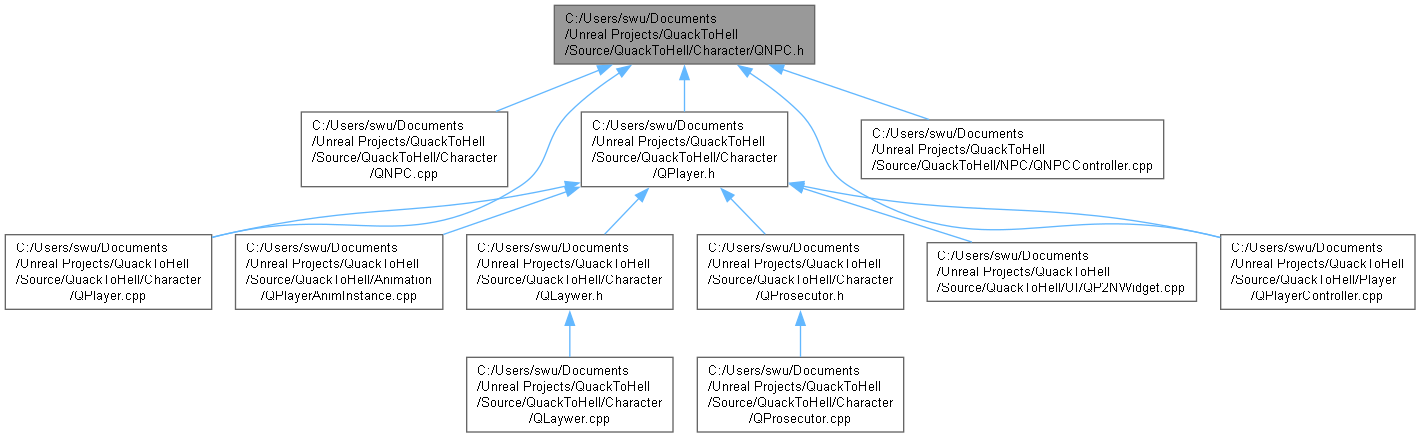 C:/Users/swu/Documents
/Unreal Projects/QuackToHell
/Source/QuackToHell/Character/QNPC.h
C:/Users/swu/Documents
/Unreal Projects/QuackToHell
/Source/QuackToHell/Character
/QNPC.cpp
C:/Users/swu/Documents
/Unreal Projects/QuackToHell
/Source/QuackToHell/Character
/QPlayer.h
C:/Users/swu/Documents
/Unreal Projects/QuackToHell
/Source/QuackToHell/NPC/QNPCController.cpp
C:/Users/swu/Documents
/Unreal Projects/QuackToHell
/Source/QuackToHell/Character
/QPlayer.cpp
C:/Users/swu/Documents
/Unreal Projects/QuackToHell
/Source/QuackToHell/Animation
/QPlayerAnimInstance.cpp
C:/Users/swu/Documents
/Unreal Projects/QuackToHell
/Source/QuackToHell/Character
/QLaywer.h
C:/Users/swu/Documents
/Unreal Projects/QuackToHell
/Source/QuackToHell/Character
/QProsecutor.h
C:/Users/swu/Documents
/Unreal Projects/QuackToHell
/Source/QuackToHell/UI/QP2NWidget.cpp
C:/Users/swu/Documents
/Unreal Projects/QuackToHell
/Source/QuackToHell/Player
/QPlayerController.cpp
C:/Users/swu/Documents
/Unreal Projects/QuackToHell
/Source/QuackToHell/Character
/QLaywer.cpp
C:/Users/swu/Documents
/Unreal Projects/QuackToHell
/Source/QuackToHell/Character
/QProsecutor.cpp